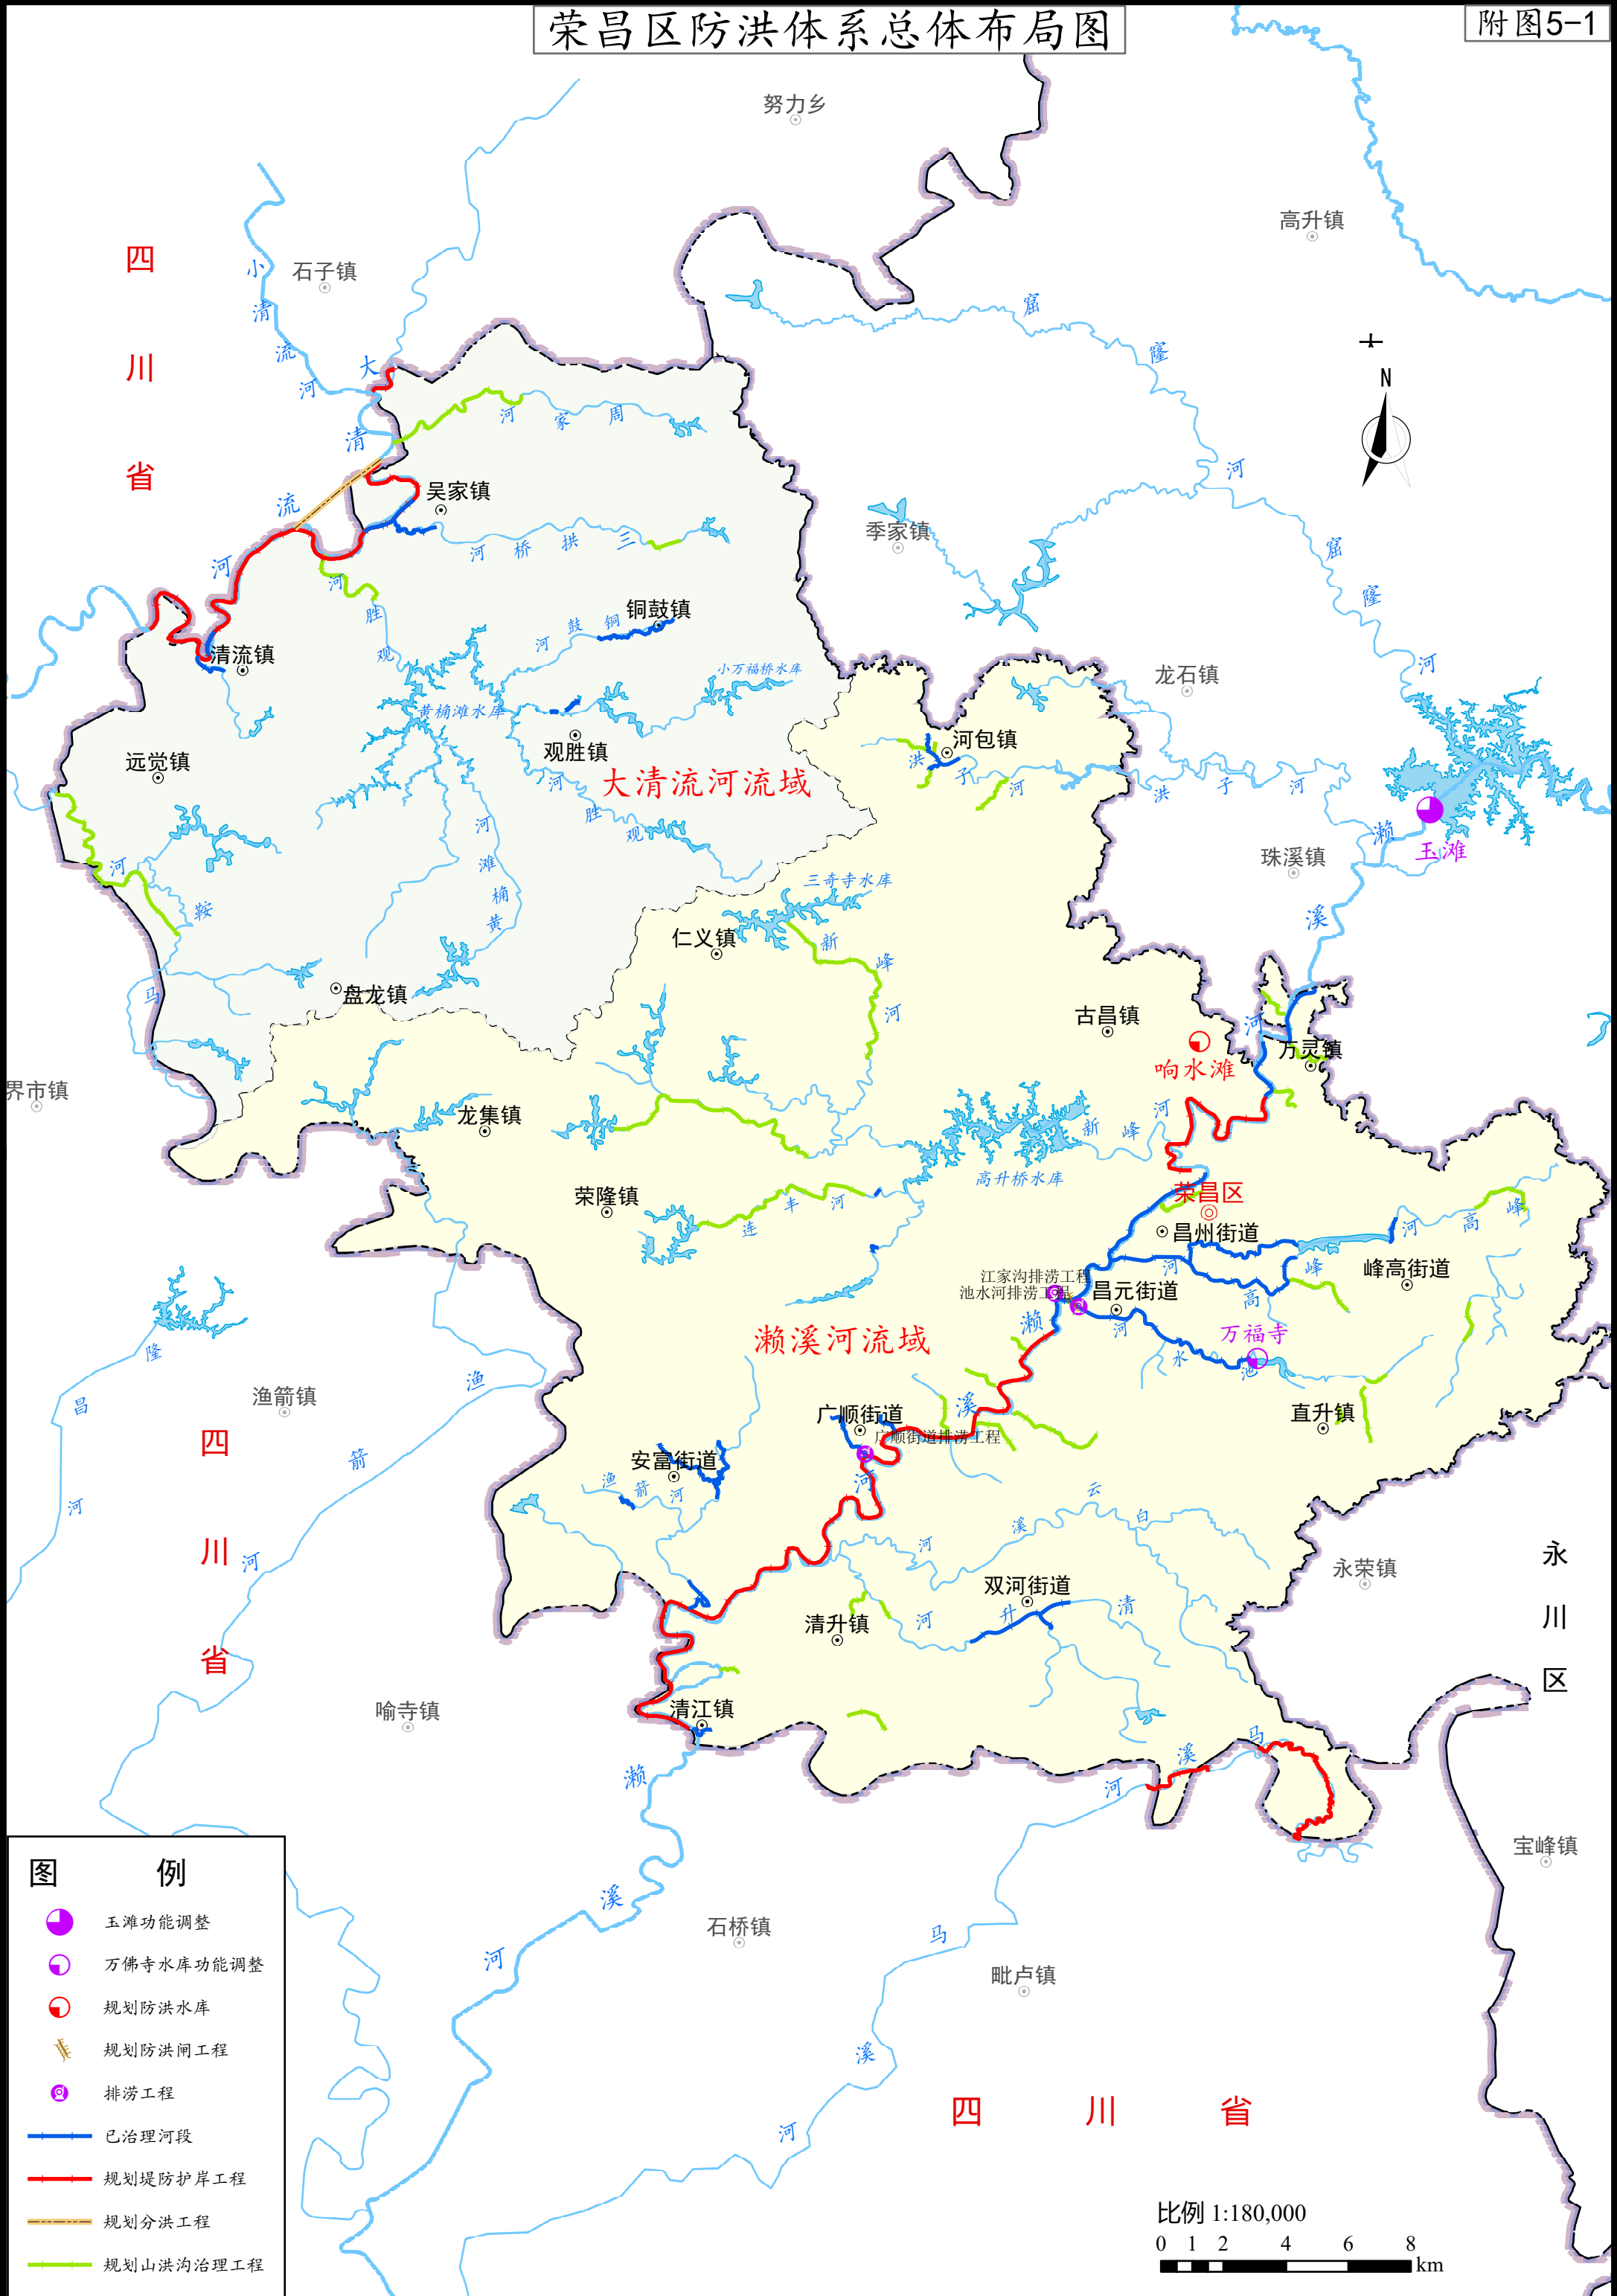 荣昌区防洪体系总体布局图
附图5-1
努力乡
高升镇
四川省
石子镇
小清流河
大清流河
窟窿河
N
河家周
吴家镇
季家镇
河桥拱三
窟窿河
河胜观
铜鼓镇
河鼓铜
清流镇
小万福桥水库
龙石镇
黄桷滩水库
观胜镇
河包镇
远觉镇
大清流河流域
洪子河
洪子河
河胜观
濑溪河
玉滩
珠溪镇
河鞍马
河滩桷黄
三奇寺水库
仁义镇
新峰河
盘龙镇
古昌镇
响水滩
万灵镇
界市镇
龙集镇
新峰河
高升桥水库
荣昌区
荣隆镇
连丰河
昌州街道
河高峰
峰高街道
江家沟排涝工程
池水河排涝工程
昌元街道
河高峰
万福寺
河水池
濑溪河流域
濑溪河
隆昌河
渔箭镇
渔箭河
四川省
广顺街道
广顺街道排涝工程
直升镇
安富街道
渔箭河
河溪云白
永荣镇
永川区
双河街道
清升镇
河升清
喻寺镇
清江镇
濑溪河
河溪马
宝峰镇
石桥镇
毗卢镇
马溪河
四川省
图例
玉滩功能调整
万佛寺水库功能调整
规划防洪水库
规划防洪闸工程
排涝工程
已治理河段
规划堤防护岸工程
规划分洪工程
规划山洪沟治理工程
比例 1:180,000
0 1 2 4 6 8
km